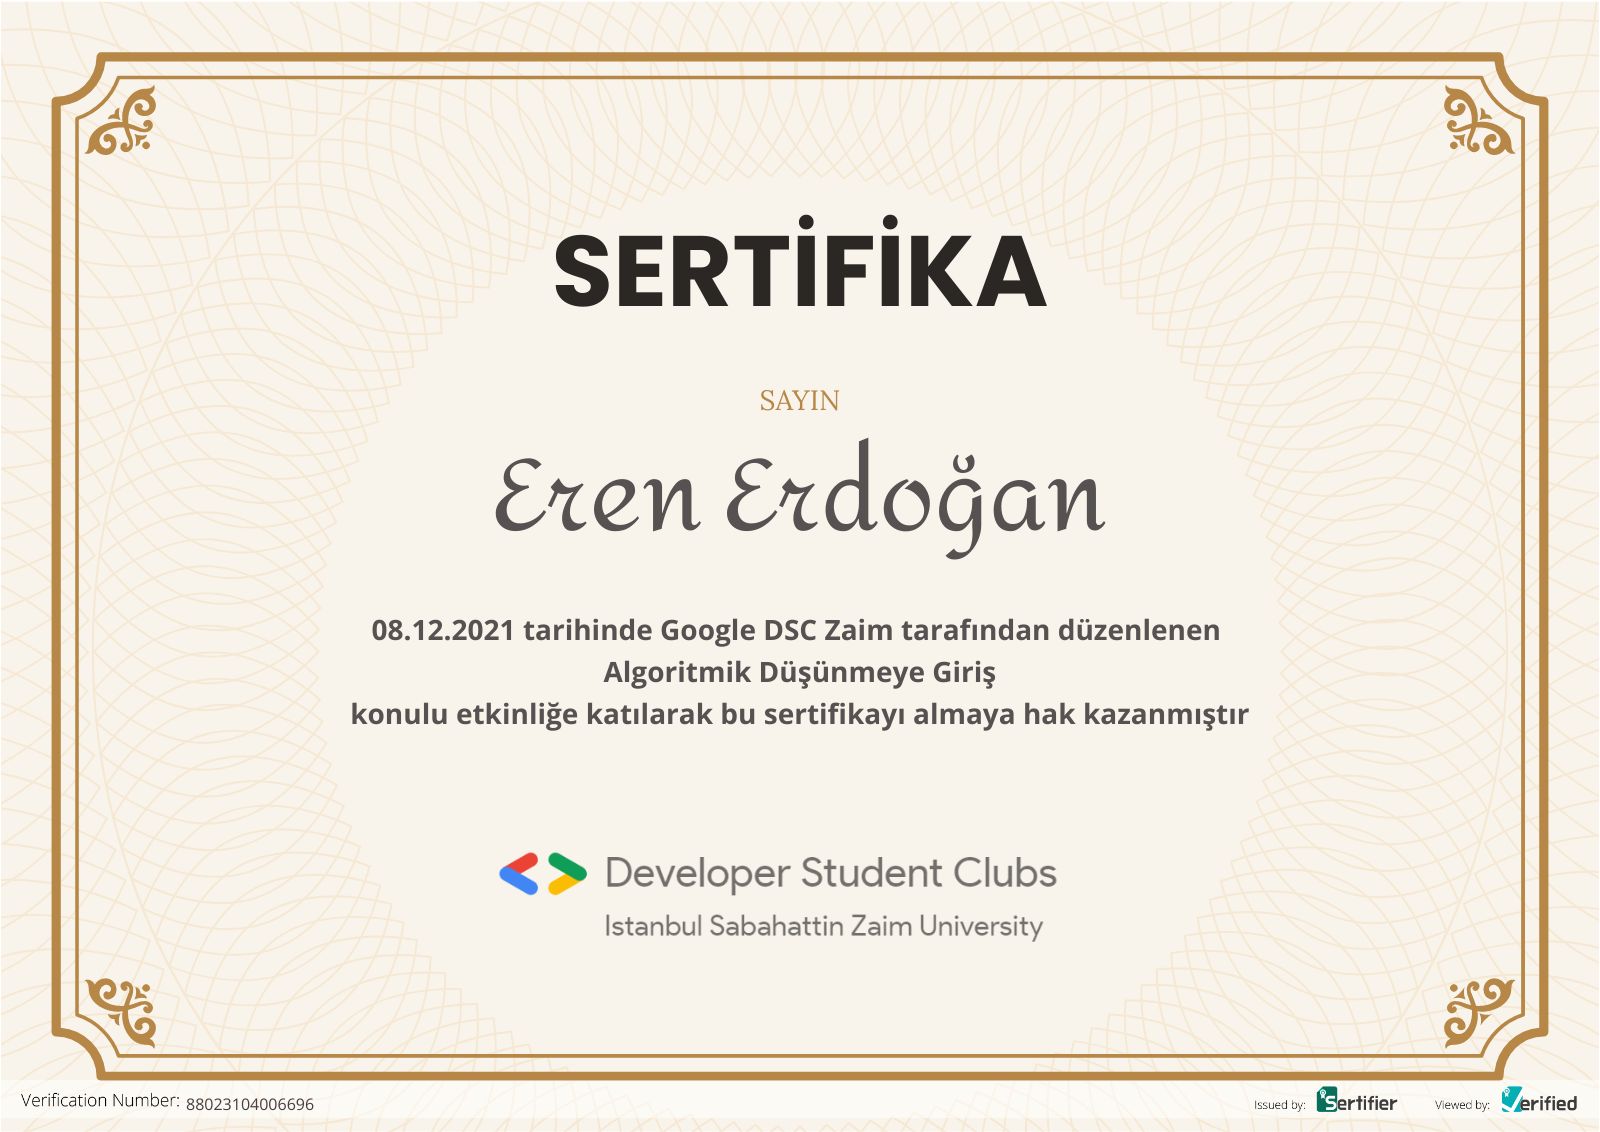 SERTİFİKA
SAYIN
Eren Erdoğan
08.12.2021 tarihinde Google DSC Zaim tarafından düzenlenen
Algoritmik Düşünmeye Giriş
konulu etkinliğe katılarak bu sertifikayı almaya hak kazanmıştır
Developer Student Clubs
Istanbul Sabahattin Zaim University
Verification Number: 88023104006696
Issued by: Sertifier Viewed by: Verified